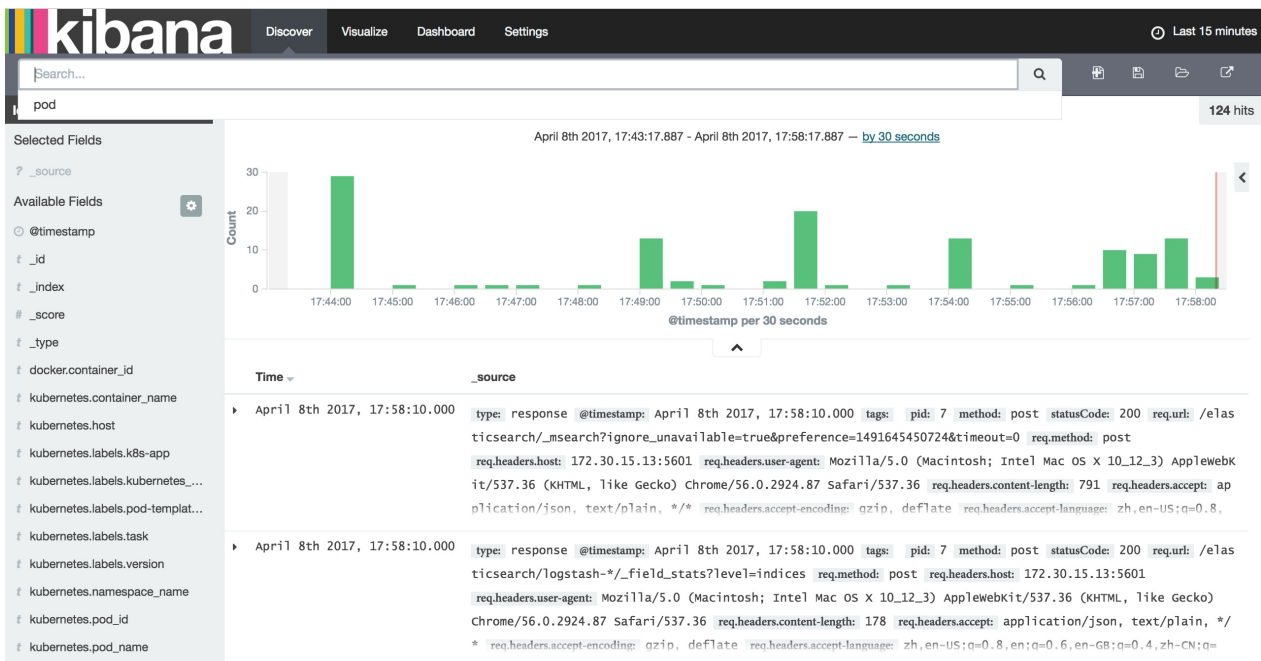 kibana
Discover Visualize Dashboard Settings Last 15 minutes
Search...
pod
124 hits
Selected Fields
? _source
Available Fields
@timestamp
t _id
t _index
# _score
t _type
t docker.container_id
t kubernetes.container_name
t kubernetes.host
t kubernetes.labels.k8s-app
t kubernetes.labels.kubernetes_...
t kubernetes.labels.pod-templat...
t kubernetes.labels.task
t kubernetes.labels.version
t kubernetes.namespace_name
t kubernetes.pod_id
t kubernetes.pod_name
April 8th 2017, 17:43:17.887 - April 8th 2017, 17:58:17.887 — by 30 seconds
Count
30
20
10
0
17:44:00 17:45:00 17:46:00 17:47:00 17:48:00 17:49:00 17:50:00 17:51:00 17:52:00 17:53:00 17:54:00 17:55:00 17:56:00 17:57:00 17:58:00
@timestamp per 30 seconds
Time _source
April 8th 2017, 17:58:10.000 type: response @timestamp: April 8th 2017, 17:58:10.000 tags: pid: 7 method: post statusCode: 200 req.url: /elas
ticsearch/_msearch?ignore_unavailable=true&preference=1491645450724&timeout=0 req.method: post
req.headers.host: 172.30.15.13:5601 req.headers.user-agent: Mozilla/5.0 (Macintosh; Intel Mac OS X 10_12_3) AppleWebK
it/537.36 (KHTML, like Gecko) Chrome/56.0.2924.87 Safari/537.36 req.headers.content-length: 791 req.headers.accept: ap
plication/json, text/plain, */* req.headers.accept-encoding: gzip, deflate req.headers.accept-language: zh,en-US;q=0.8,
April 8th 2017, 17:58:10.000 type: response @timestamp: April 8th 2017, 17:58:10.000 tags: pid: 7 method: post statusCode: 200 req.url: /elas
ticsearch/logstash-*/_field_stats?level=indices req.method: post req.headers.host: 172.30.15.13:5601
req.headers.user-agent: Mozilla/5.0 (Macintosh; Intel Mac OS X 10_12_3) AppleWebKit/537.36 (KHTML, like Gecko)
Chrome/56.0.2924.87 Safari/537.36 req.headers.content-length: 178 req.headers.accept: application/json, text/plain, */
* req.headers.accept-encoding: gzip, deflate req.headers.accept-language: zh,en-US;q=0.8,en;q=0.6,en-GB;q=0.4,zh-CN;q=